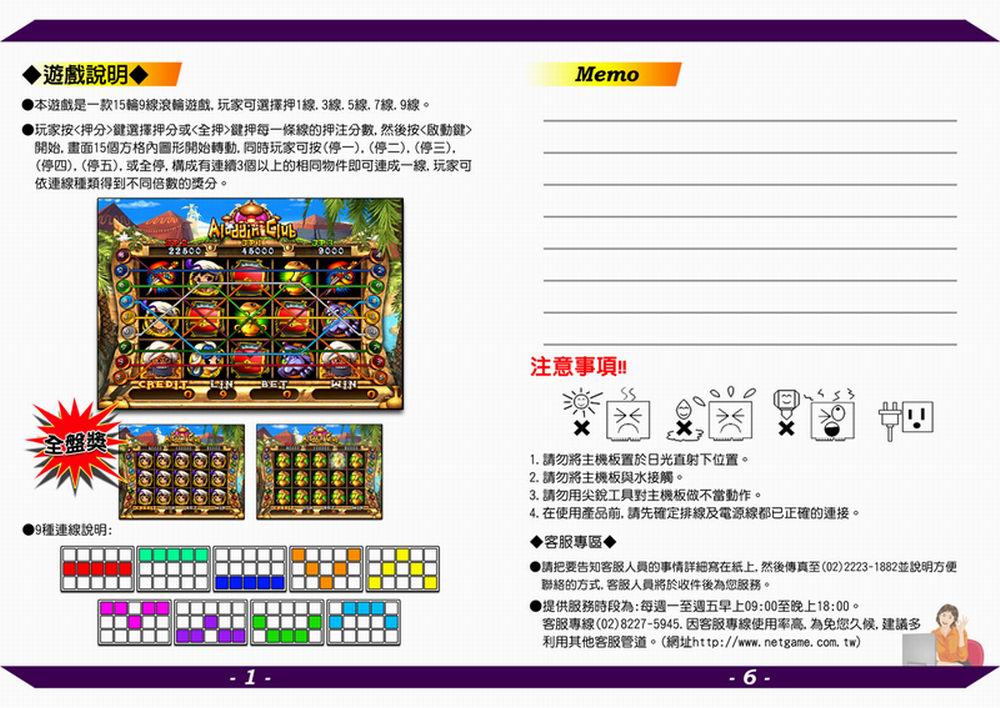 ◆遊戲說明◆
●本遊戲是一款15輪9線滾輪遊戲, 玩家可選擇押1線. 3線. 5線. 7線. 9線。
●玩家按<押分>鍵選擇押分或<全押>鍵押每一條線的押注分數, 然後按<啟動鍵>
開始, 畫面15個方格內圖形開始轉動, 同時玩家可按(停一), (停二), (停三),
(停四), (停五), 或全停, 構成有連續3個以上的相同物件即可連成一線, 玩家可
依連線種類得到不同倍數的獎分。
Aladdin Club
22500 45000 9000
CREDIT LIN BET WIN
0 9 0 0
全盤獎
●9種連線說明:
- 1 -
Memo
注意事項!!
1. 請勿將主機板置於日光直射下位置。
2. 請勿將主機板與水接觸。
3. 請勿用尖銳工具對主機板做不當動作。
4. 在使用產品前, 請先確定排線及電源線都已正確的連接。
◆客服專區◆
●請把要告知客服人員的事情詳細寫在紙上, 然後傳真至(02)2223-1882並說明方便
聯絡的方式, 客服人員將於收件後為您服務。
●提供服務時段為:每週一至週五早上09:00至晚上18:00。
客服專線(02)8227-5945. 因客服專線使用率高, 為免您久候, 建議多
利用其他客服管道。(網址http://www.netgame.com.tw)
- 6 -